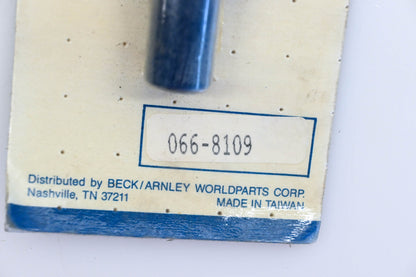 066-8109
Distributed by BECK/ARNLEY WORLDPARTS CORP.
Nashville, TN 37211
MADE IN TAIWAN